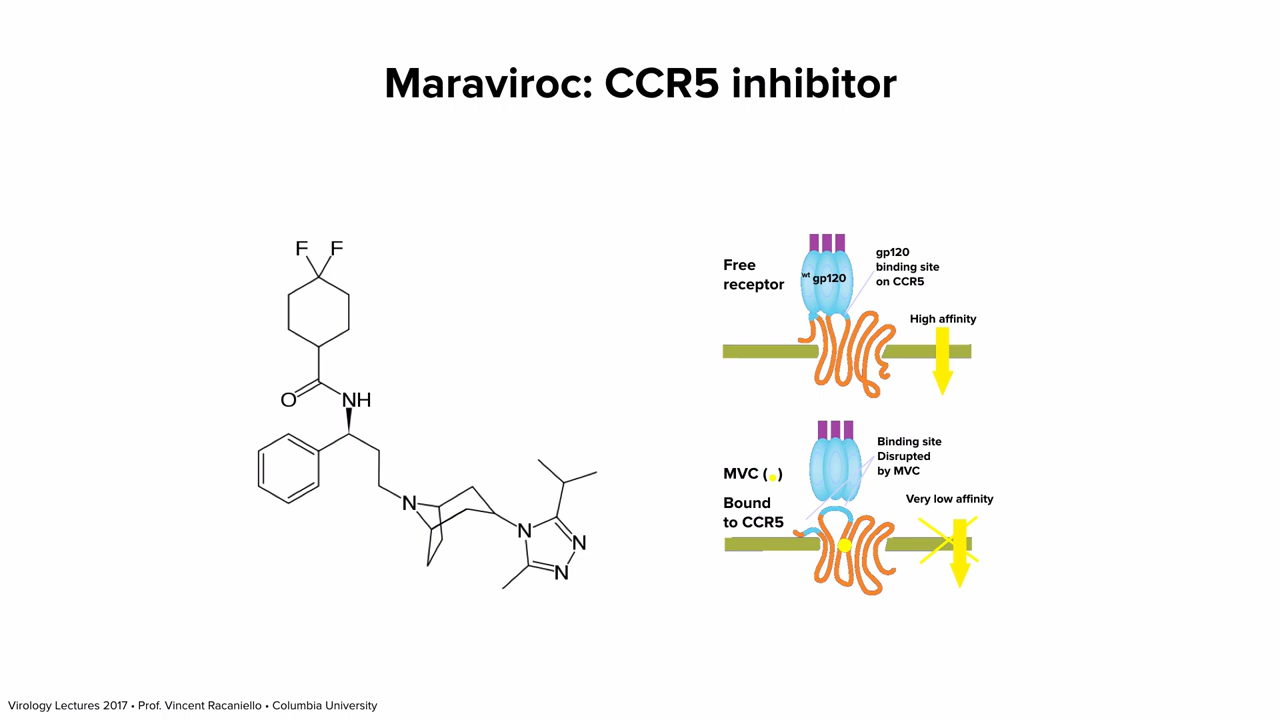 Maraviroc: CCR5 inhibitor
F F
O
NH
N
N
N
N
Free
receptor
wt gp120
gp120
binding site
on CCR5
High affinity
MVC ( )
Bound
to CCR5
Binding site
Disrupted
by MVC
Very low affinity
Virology Lectures 2017 • Prof. Vincent Racaniello • Columbia University